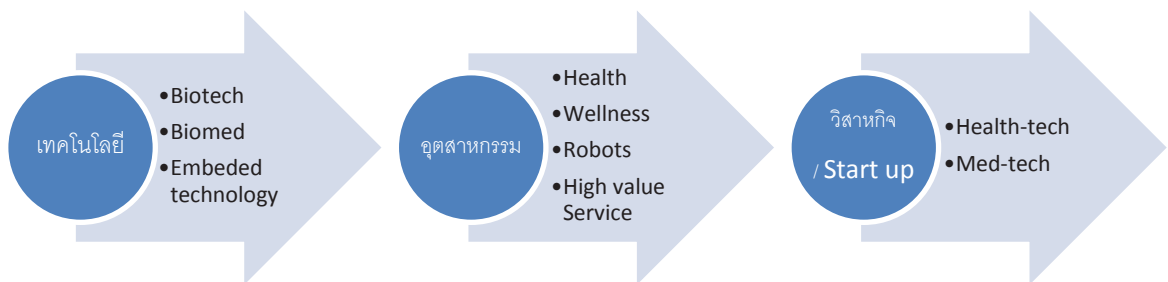 เทคโนโลยี
•Biotech
•Biomed
•Embeded
technology
อุตสาหกรรม
•Health
•Wellness
•Robots
•High value
Service
วิสาหกิจ
/ Start up
•Health-tech
•Med-tech